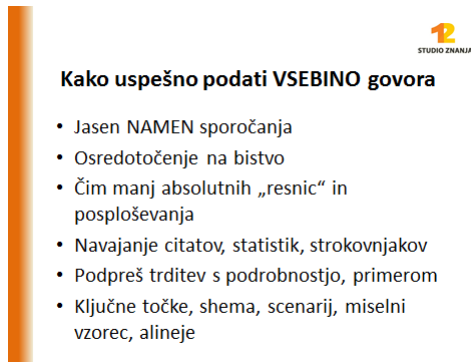 12
STUDIO ZNANJA
Kako uspešno podati VSEBINO govora
• Jasen NAMEN sporočanja
• Osredotočenje na bistvo
• Čim manj absolutnih „resnic“ in
posploševanja
• Navajanje citatov, statistik, strokovnjakov
• Podpreš trditev s podrobnostjo, primerom
• Ključne točke, shema, scenarij, miselni
vzorec, alineje